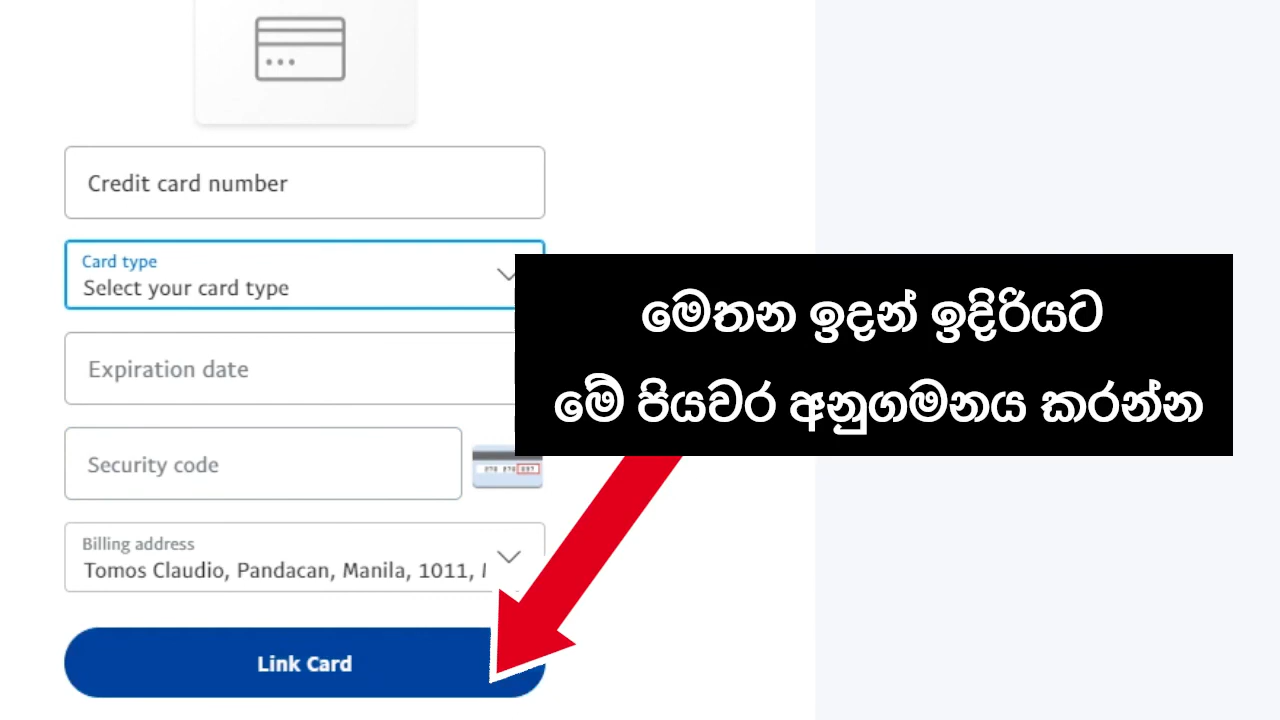 Credit card number
Card type
Select your card type
මෙතන ඉදන් ඉදිරියට
මේ පියවර අනුගමනය කරන්න
Expiration date
Security code
Billing address
Tomos Claudio, Pandacan, Manila, 1011,
Link Card